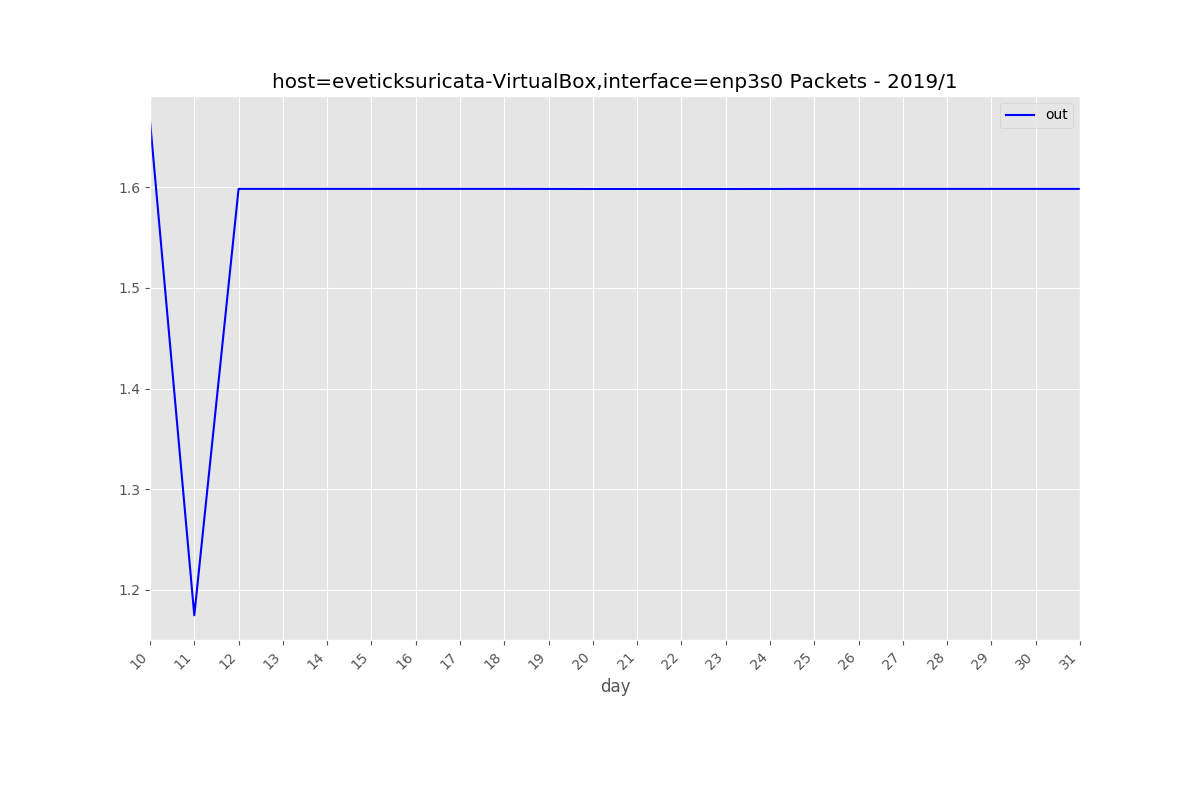 host=eveticksuricata-VirtualBox,interface=enp3s0 Packets - 2019/1
out
1.6
1.5
1.4
1.3
1.2
10 11 12 13 14 15 16 17 18 19 20 21 22 23 24 25 26 27 28 29 30 31
day